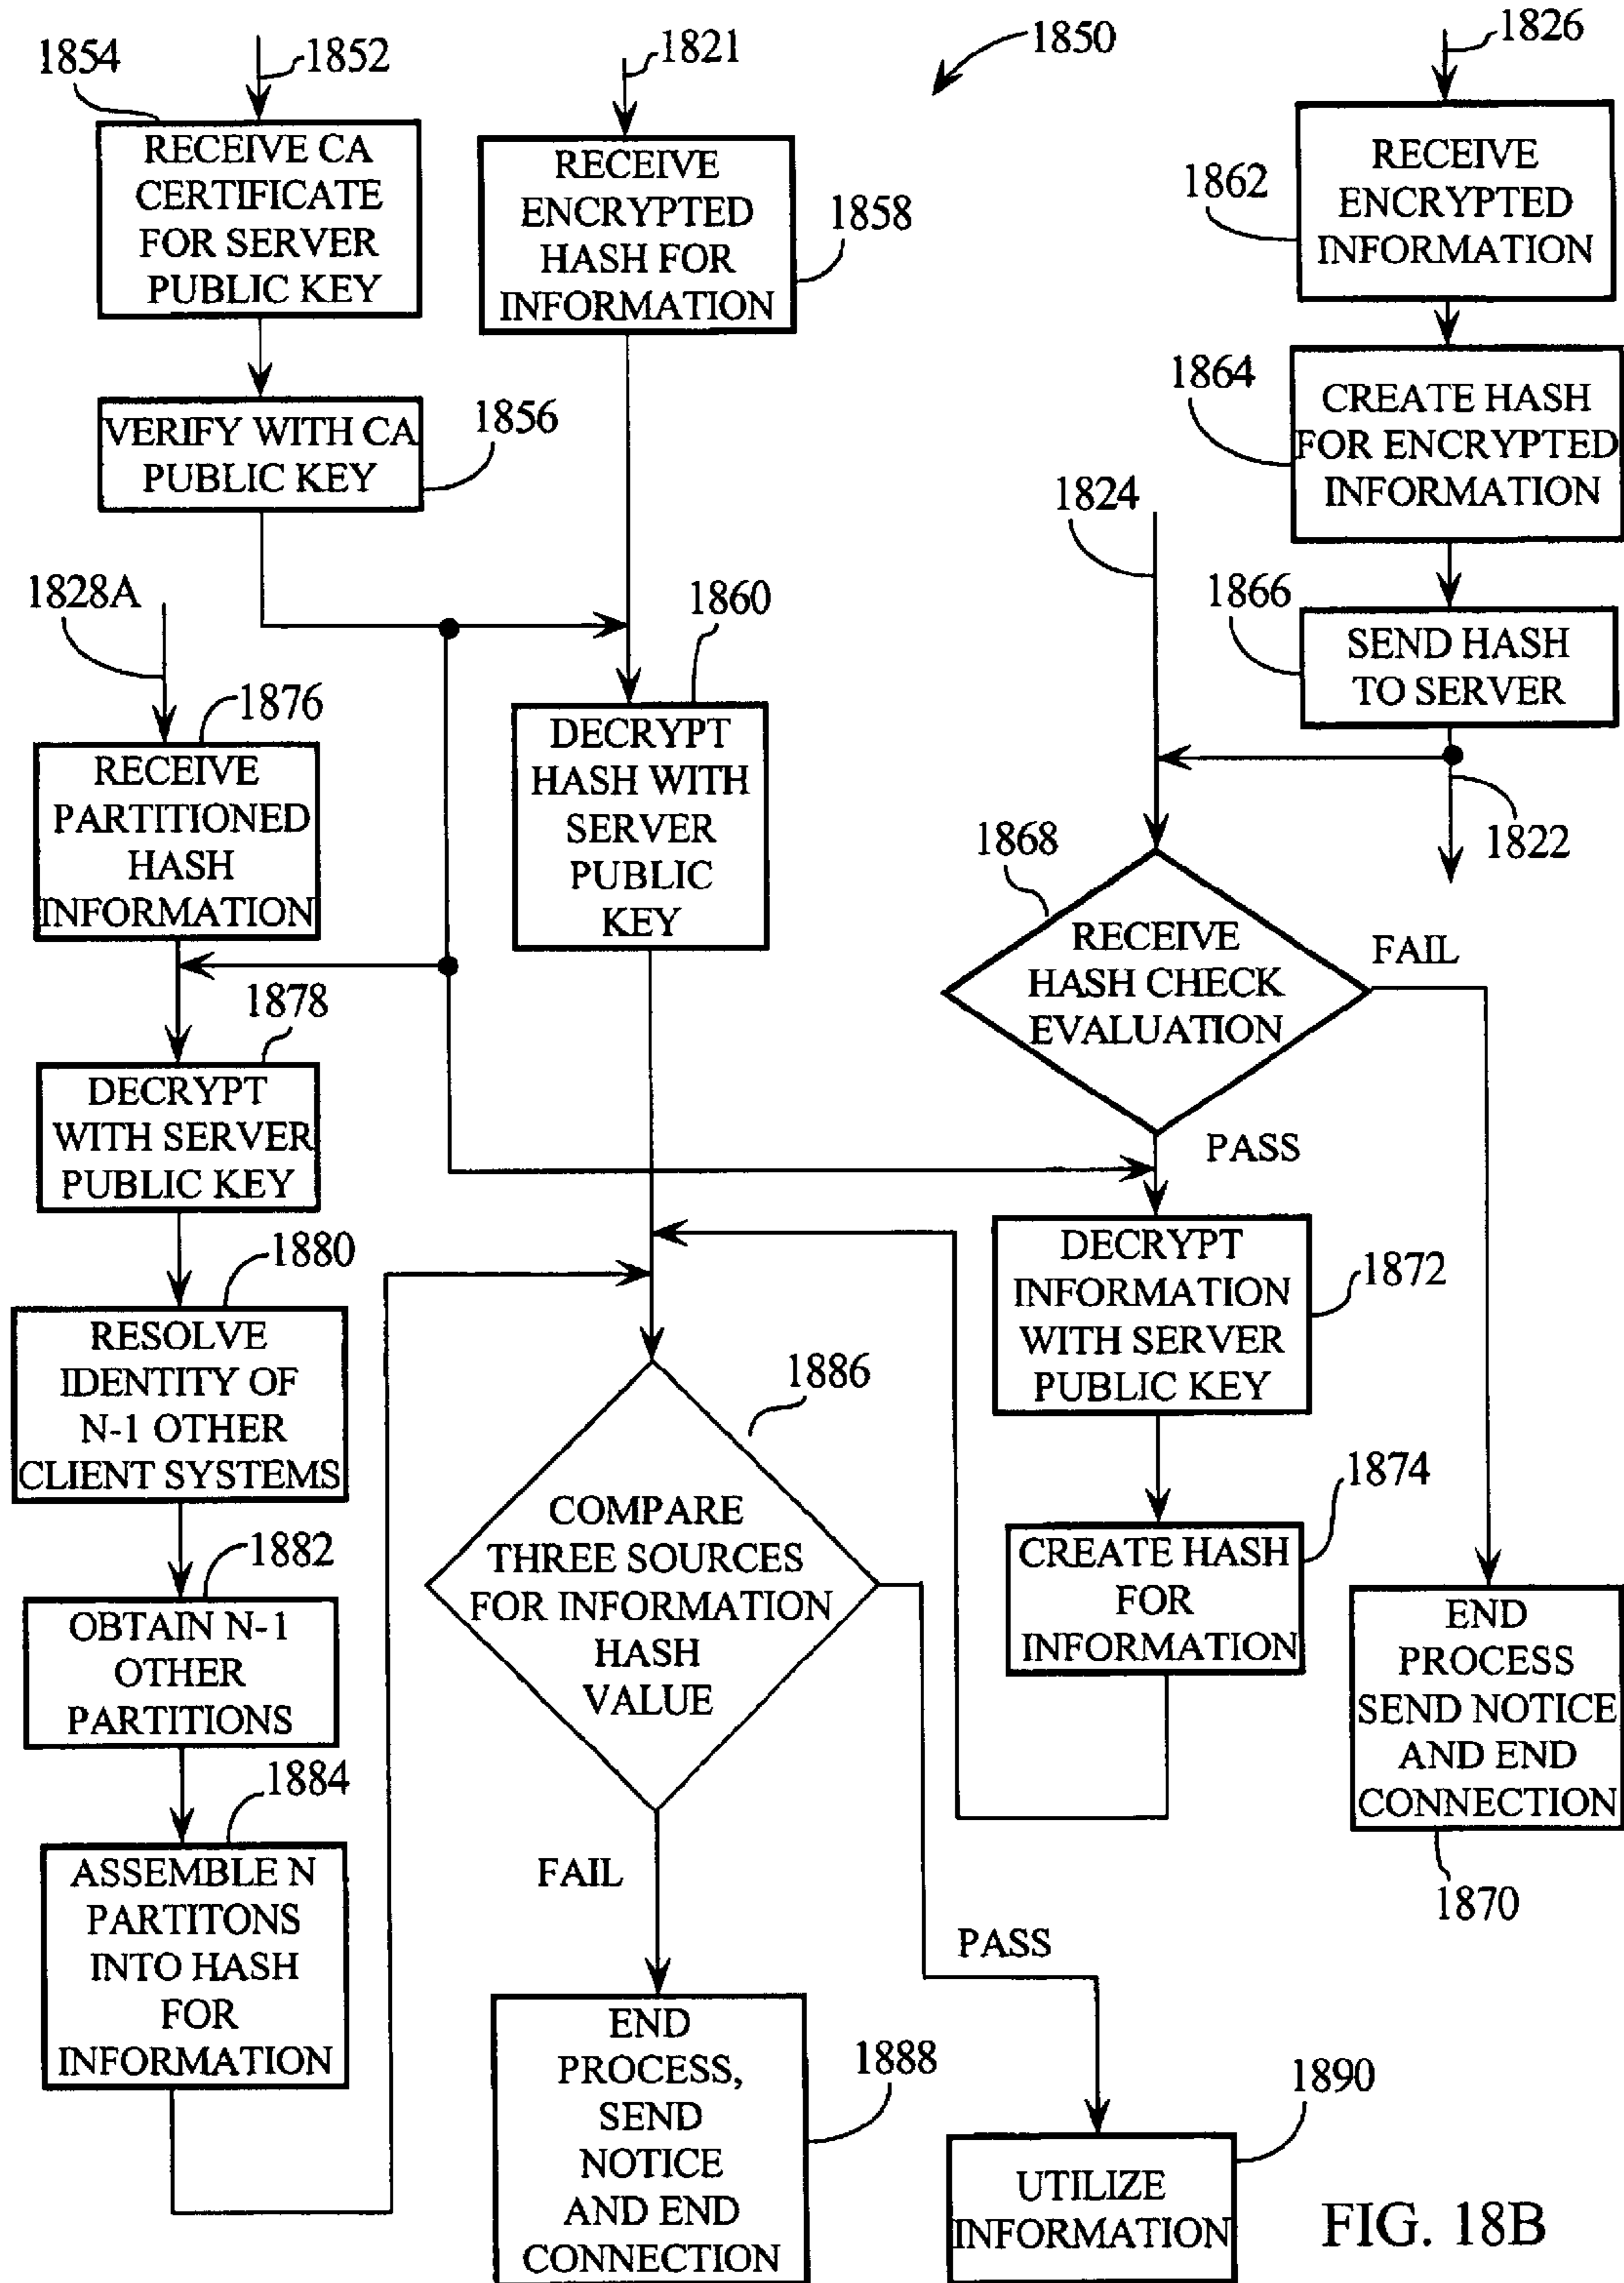 1850
1852
1854
RECEIVE CA
CERTIFICATE
FOR SERVER
PUBLIC KEY
VERIFY WITH CA
PUBLIC KEY
1856
1821
RECEIVE
ENCRYPTED
HASH FOR
INFORMATION
1858
1826
1862
RECEIVE
ENCRYPTED
INFORMATION
1864
CREATE HASH
FOR ENCRYPTED
INFORMATION
1866
SEND HASH
TO SERVER
1822
1824
1828A
1876
RECEIVE
PARTITIONED
HASH
INFORMATION
1860
DECRYPT
HASH WITH
SERVER
PUBLIC
KEY
1868
RECEIVE
HASH CHECK
EVALUATION
FAIL
PASS
1878
DECRYPT
WITH SERVER
PUBLIC KEY
1880
RESOLVE
IDENTITY OF
N-1 OTHER
CLIENT SYSTEMS
1882
OBTAIN N-1
OTHER
PARTITIONS
1884
ASSEMBLE N
PARTITONS
INTO HASH
FOR
INFORMATION
1872
DECRYPT
INFORMATION
WITH SERVER
PUBLIC KEY
1874
CREATE HASH
FOR
INFORMATION
END
PROCESS
SEND NOTICE
AND END
CONNECTION
1870
1886
COMPARE
THREE SOURCES
FOR INFORMATION
HASH
VALUE
FAIL
PASS
END
PROCESS,
SEND
NOTICE
AND END
CONNECTION
1888
1890
UTILIZE
INFORMATION
FIG. 18B